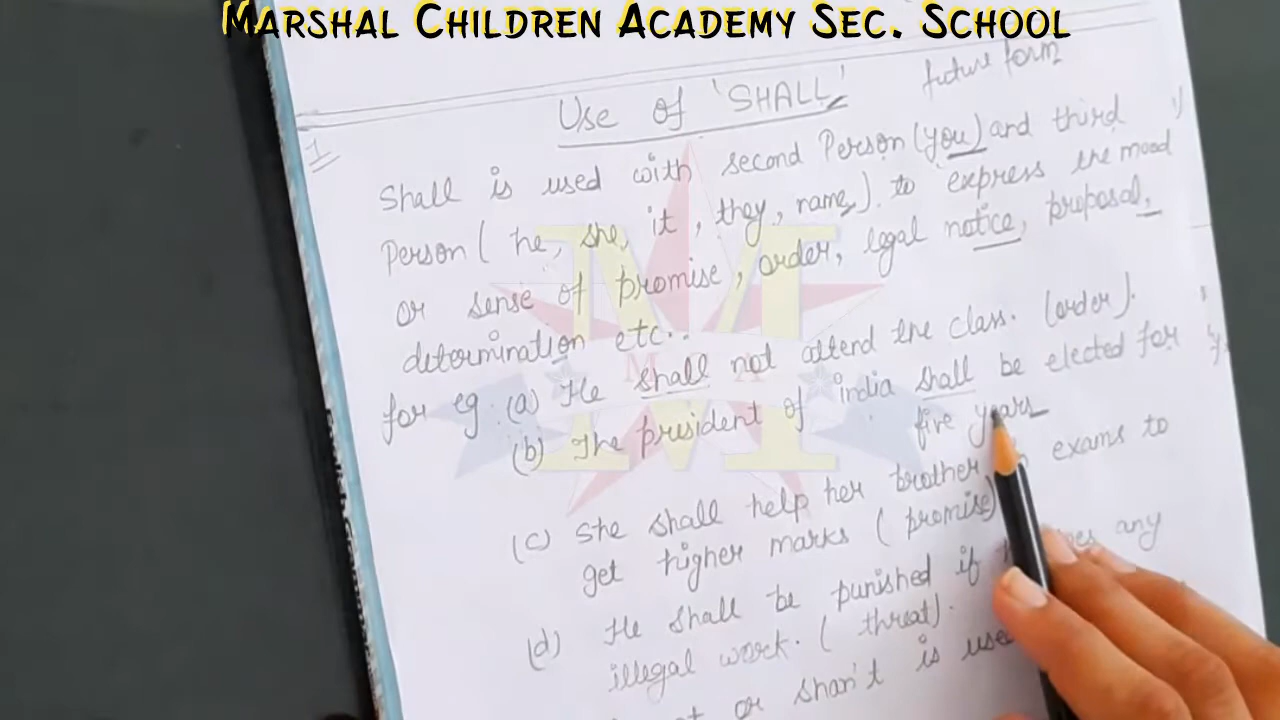 MARSHAL CHILDREN ACADEMY SEC. SCHOOL
future form
Use of 'SHALL'
1
Shall is used with second Person (you) and third
Person ( he, she, it, they, name) to express the mood
or sense of promise, order, legal notice, proposal,
determination etc..
for eg: (a) He shall not attend the class. (order).
(b) The president of india shall be elected for
five years
(c) She shall help her brother exams to
get higher marks ( promise)
(d) He shall be punished if any
illegal work. ( threat).
or shan't is use
M A